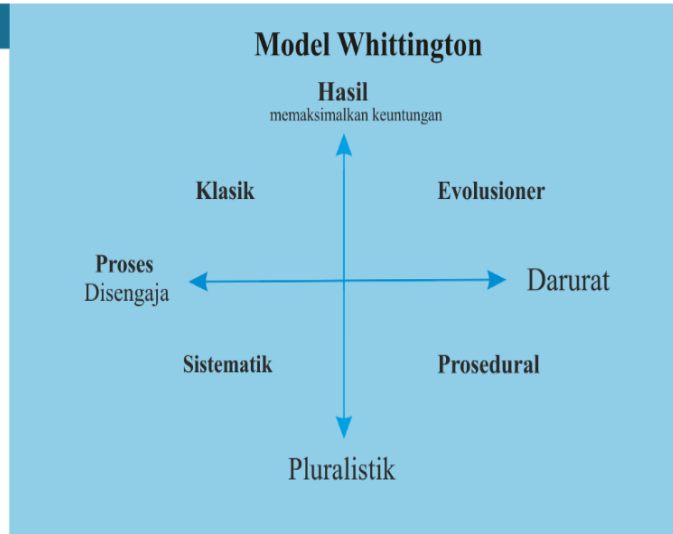 Model Whittington
Hasil
memaksimalkan keuntungan
Klasik
Evolusioner
Proses
Disengaja
Darurat
Sistematik
Prosedural
Pluralistik